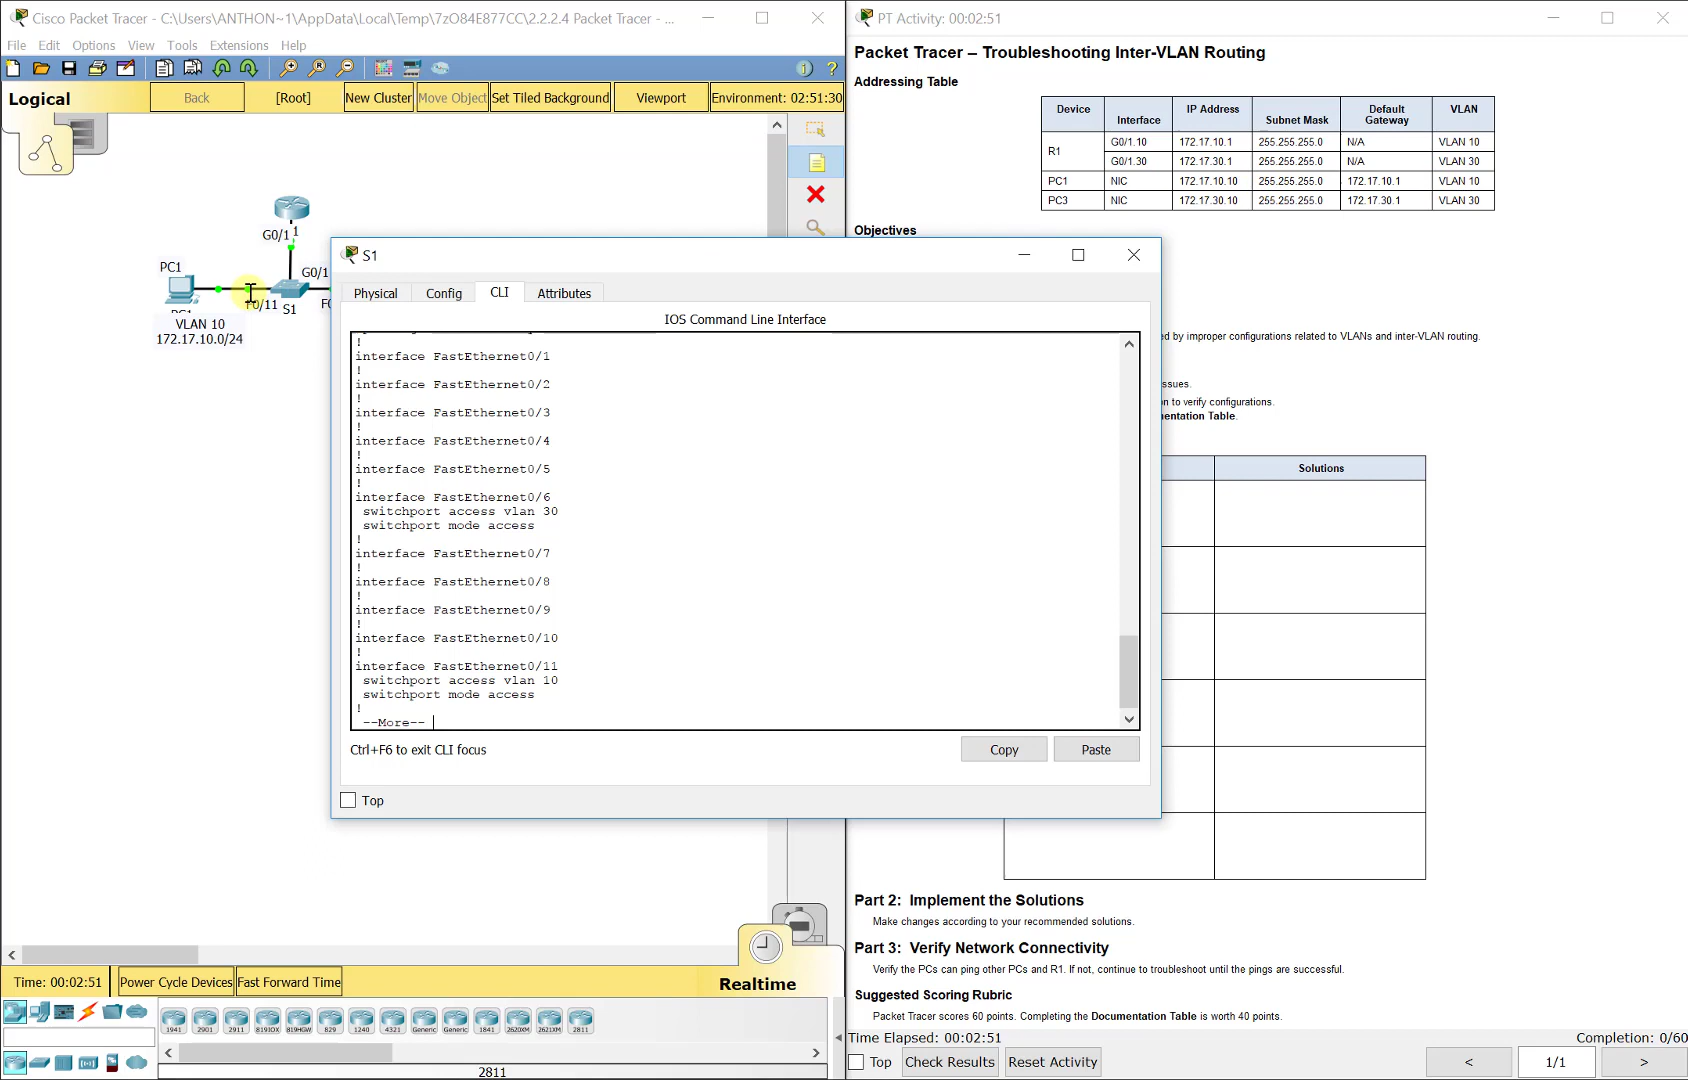 Cisco Packet Tracer - C:\Users\ANTHON~1\AppData\Local\Temp\7zO84E877CC\2.2.2.4 Packet Tracer - ...
File Edit Options View Tools Extensions Help
Logical
Back
[Root]
New Cluster
Move Object
Set Tiled Background
Viewport
Environment: 02:51:30
G0/1
1
PC1
G0/1
F0/11
S1
VLAN 10
172.17.10.0/24
S1
Physical
Config
CLI
Attributes
IOS Command Line Interface
!
interface FastEthernet0/1
!
interface FastEthernet0/2
!
interface FastEthernet0/3
!
interface FastEthernet0/4
!
interface FastEthernet0/5
!
interface FastEthernet0/6
switchport access vlan 30
switchport mode access
!
interface FastEthernet0/7
!
interface FastEthernet0/8
!
interface FastEthernet0/9
!
interface FastEthernet0/10
!
interface FastEthernet0/11
switchport access vlan 10
switchport mode access
!
--More--
Ctrl+F6 to exit CLI focus
Copy
Paste
Top
Time: 00:02:51
Power Cycle Devices
Fast Forward Time
Realtime
1941 2901 2911 819IOX 819HGW 829 1240 4321 Generic Generic 1841 2620XM 2621XM 2811
2811
PT Activity: 00:02:51
Packet Tracer – Troubleshooting Inter-VLAN Routing
Addressing Table
Device Interface IP Address Subnet Mask Default Gateway VLAN
R1 G0/1.10 172.17.10.1 255.255.255.0 N/A VLAN 10
G0/1.30 172.17.30.1 255.255.255.0 N/A VLAN 30
PC1 NIC 172.17.10.10 255.255.255.0 172.17.10.1 VLAN 10
PC3 NIC 172.17.30.10 255.255.255.0 172.17.30.1 VLAN 30
Objectives
ed by improper configurations related to VLANs and inter-VLAN routing.
ssues.
on to verify configurations.
mentation Table.
Solutions
Part 2: Implement the Solutions
Make changes according to your recommended solutions.
Part 3: Verify Network Connectivity
Verify the PCs can ping other PCs and R1. If not, continue to troubleshoot until the pings are successful.
Suggested Scoring Rubric
Packet Tracer scores 60 points. Completing the Documentation Table is worth 40 points.
Time Elapsed: 00:02:51
Completion: 0/60
Top
Check Results
Reset Activity
<
1/1
>